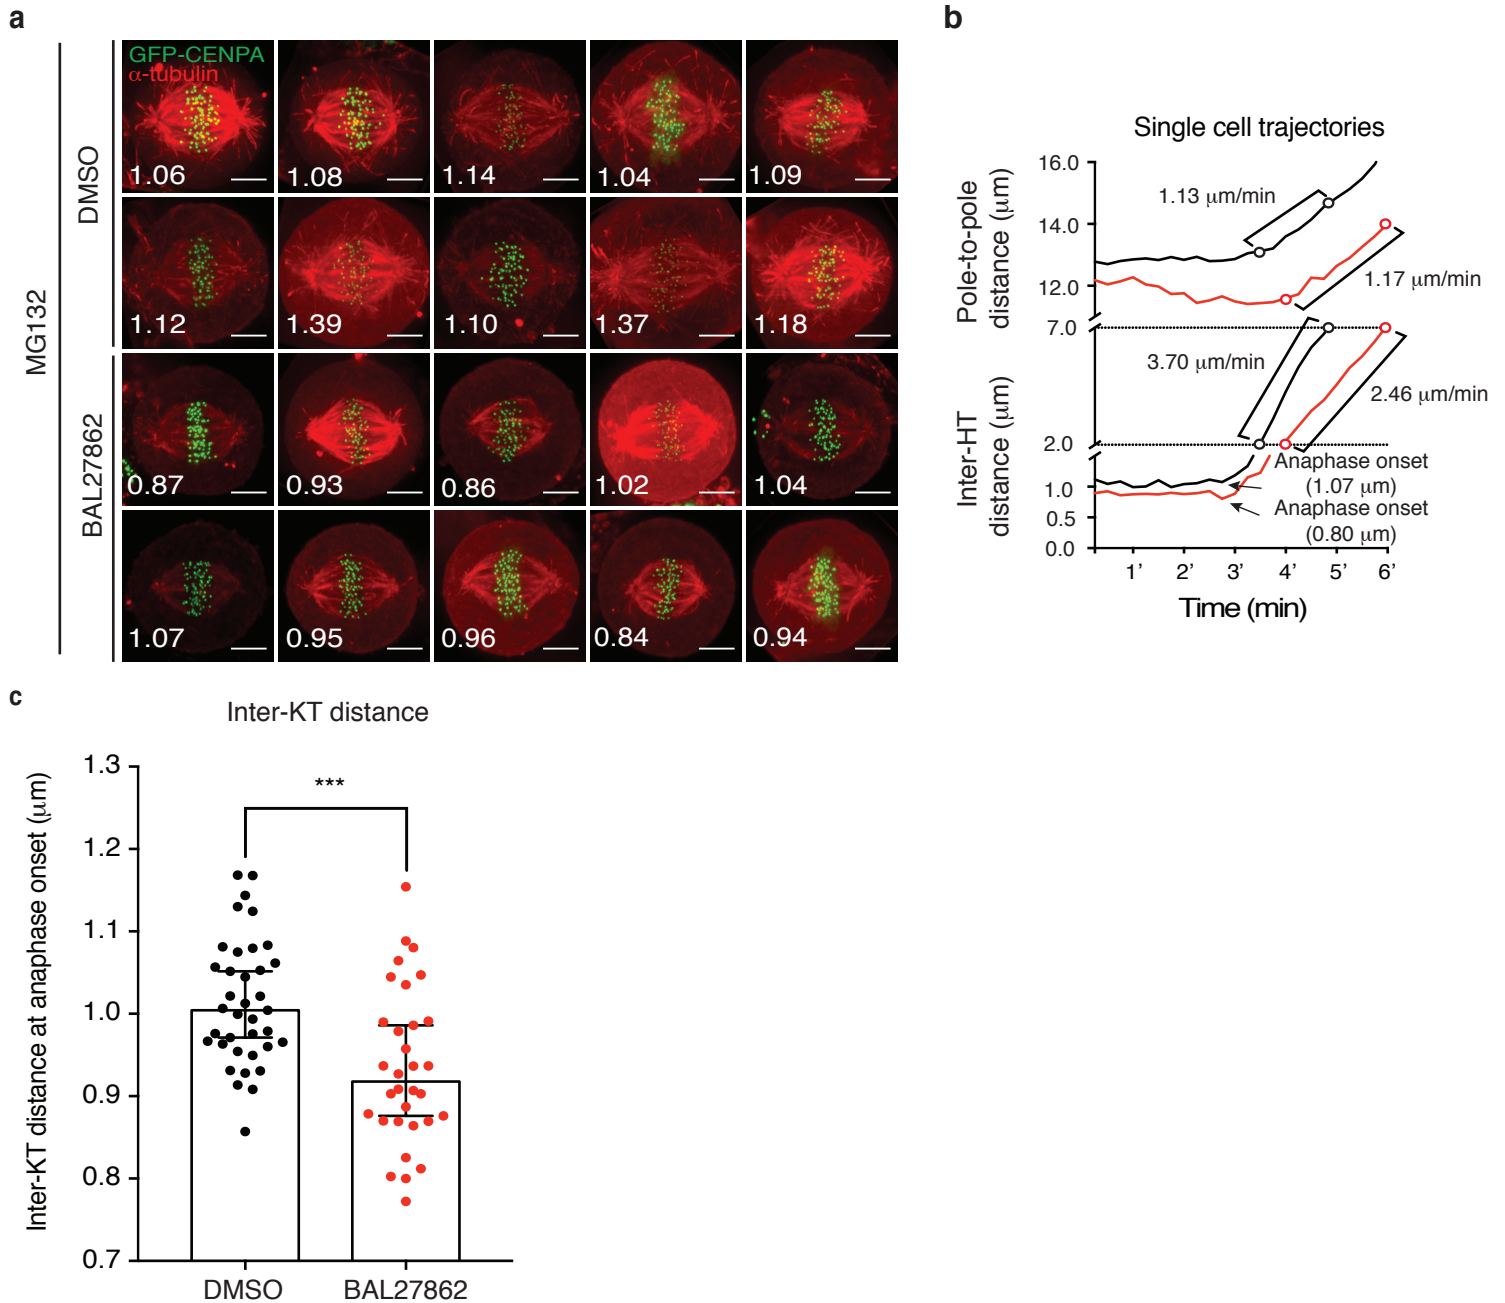 a
MG132
DMSO
BAL27862
GFP-CENPA
α-tubulin
1.06
1.08
1.14
1.04
1.09
1.12
1.39
1.10
1.37
1.18
0.87
0.93
0.86
1.02
1.04
1.07
0.95
0.96
0.84
0.94
b
Single cell trajectories
Pole-to-pole
distance (μm)
16.0
14.0
12.0
1.13 μm/min
1.17 μm/min
Inter-HT
distance (μm)
7.0
2.0
1.0
0.5
0.0
3.70 μm/min
2.46 μm/min
Anaphase onset
(1.07 μm)
Anaphase onset
(0.80 μm)
1’ 2’ 3’ 4’ 5’ 6’
Time (min)
c
Inter-KT distance
Inter-KT distance at anaphase onset (μm)
1.3
1.2
1.1
1.0
0.9
0.8
0.7
***
DMSO BAL27862